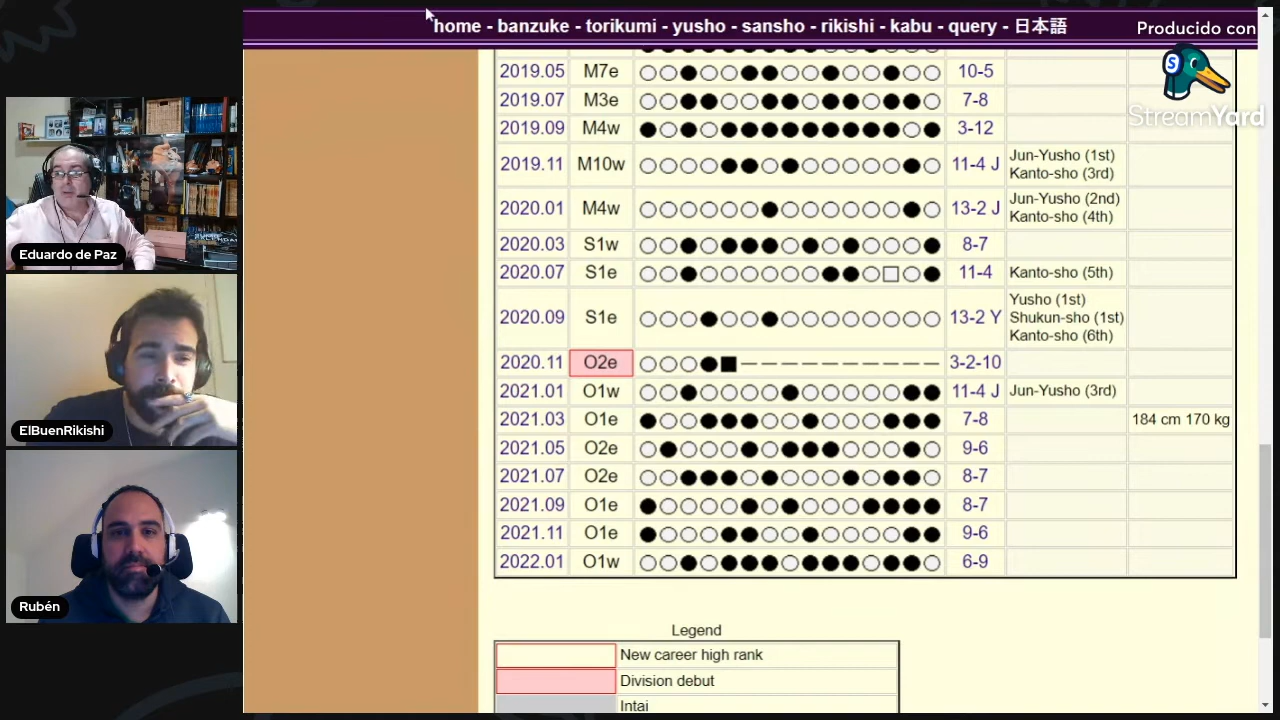 home - banzuke - torikumi - yusho - sansho - rikishi - kabu - query - 日本語
Producido con
StreamYard
2019.05 M7e 10-5
2019.07 M3e 7-8
2019.09 M4w 3-12
2019.11 M10w 11-4 J Jun-Yusho (1st)
Kanto-sho (3rd)
2020.01 M4w 13-2 J Jun-Yusho (2nd)
Kanto-sho (4th)
2020.03 S1w 8-7
2020.07 S1e 11-4 Kanto-sho (5th)
2020.09 S1e 13-2 Y Yusho (1st)
Shukun-sho (1st)
Kanto-sho (6th)
2020.11 O2e 3-2-10
2021.01 O1w 11-4 J Jun-Yusho (3rd)
2021.03 O1e 7-8 184 cm 170 kg
2021.05 O2e 9-6
2021.07 O2e 8-7
2021.09 O1e 8-7
2021.11 O1e 9-6
2022.01 O1w 6-9
Legend
New career high rank
Division debut
Intai
Eduardo de Paz
ElBuenRikishi
Rubén